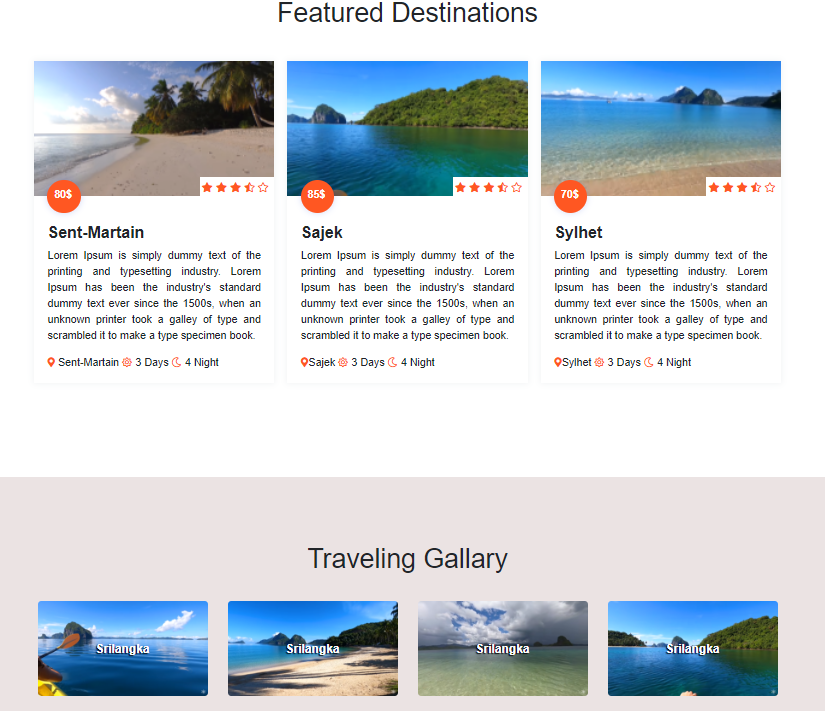 Featured Destinations
80$
85$
70$
Sent-Martain
Lorem Ipsum is simply dummy text of the
printing and typesetting industry. Lorem
Ipsum has been the industry's standard
dummy text ever since the 1500s, when an
unknown printer took a galley of type and
scrambled it to make a type specimen book.
Sent-Martain 3 Days 4 Night
Sajek
Lorem Ipsum is simply dummy text of the
printing and typesetting industry. Lorem
Ipsum has been the industry's standard
dummy text ever since the 1500s, when an
unknown printer took a galley of type and
scrambled it to make a type specimen book.
Sajek 3 Days 4 Night
Sylhet
Lorem Ipsum is simply dummy text of the
printing and typesetting industry. Lorem
Ipsum has been the industry's standard
dummy text ever since the 1500s, when an
unknown printer took a galley of type and
scrambled it to make a type specimen book.
Sylhet 3 Days 4 Night
Traveling Gallary
Srilangka
Srilangka
Srilangka
Srilangka